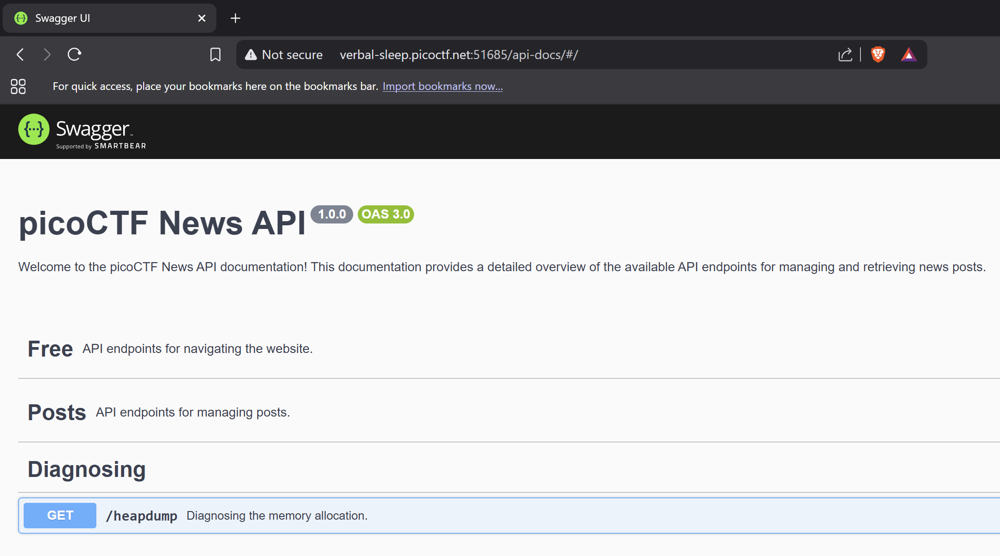 Swagger UI
Not secure verbal-sleep.picoctf.net:51685/api-docs/#/
For quick access, place your bookmarks here on the bookmarks bar. Import bookmarks now...
{···} Swagger™
Supported by SMARTBEAR
picoCTF News API 1.0.0 OAS 3.0
Welcome to the picoCTF News API documentation! This documentation provides a detailed overview of the available API endpoints for managing and retrieving news posts.
Free API endpoints for navigating the website.
Posts API endpoints for managing posts.
Diagnosing
GET /heapdump Diagnosing the memory allocation.